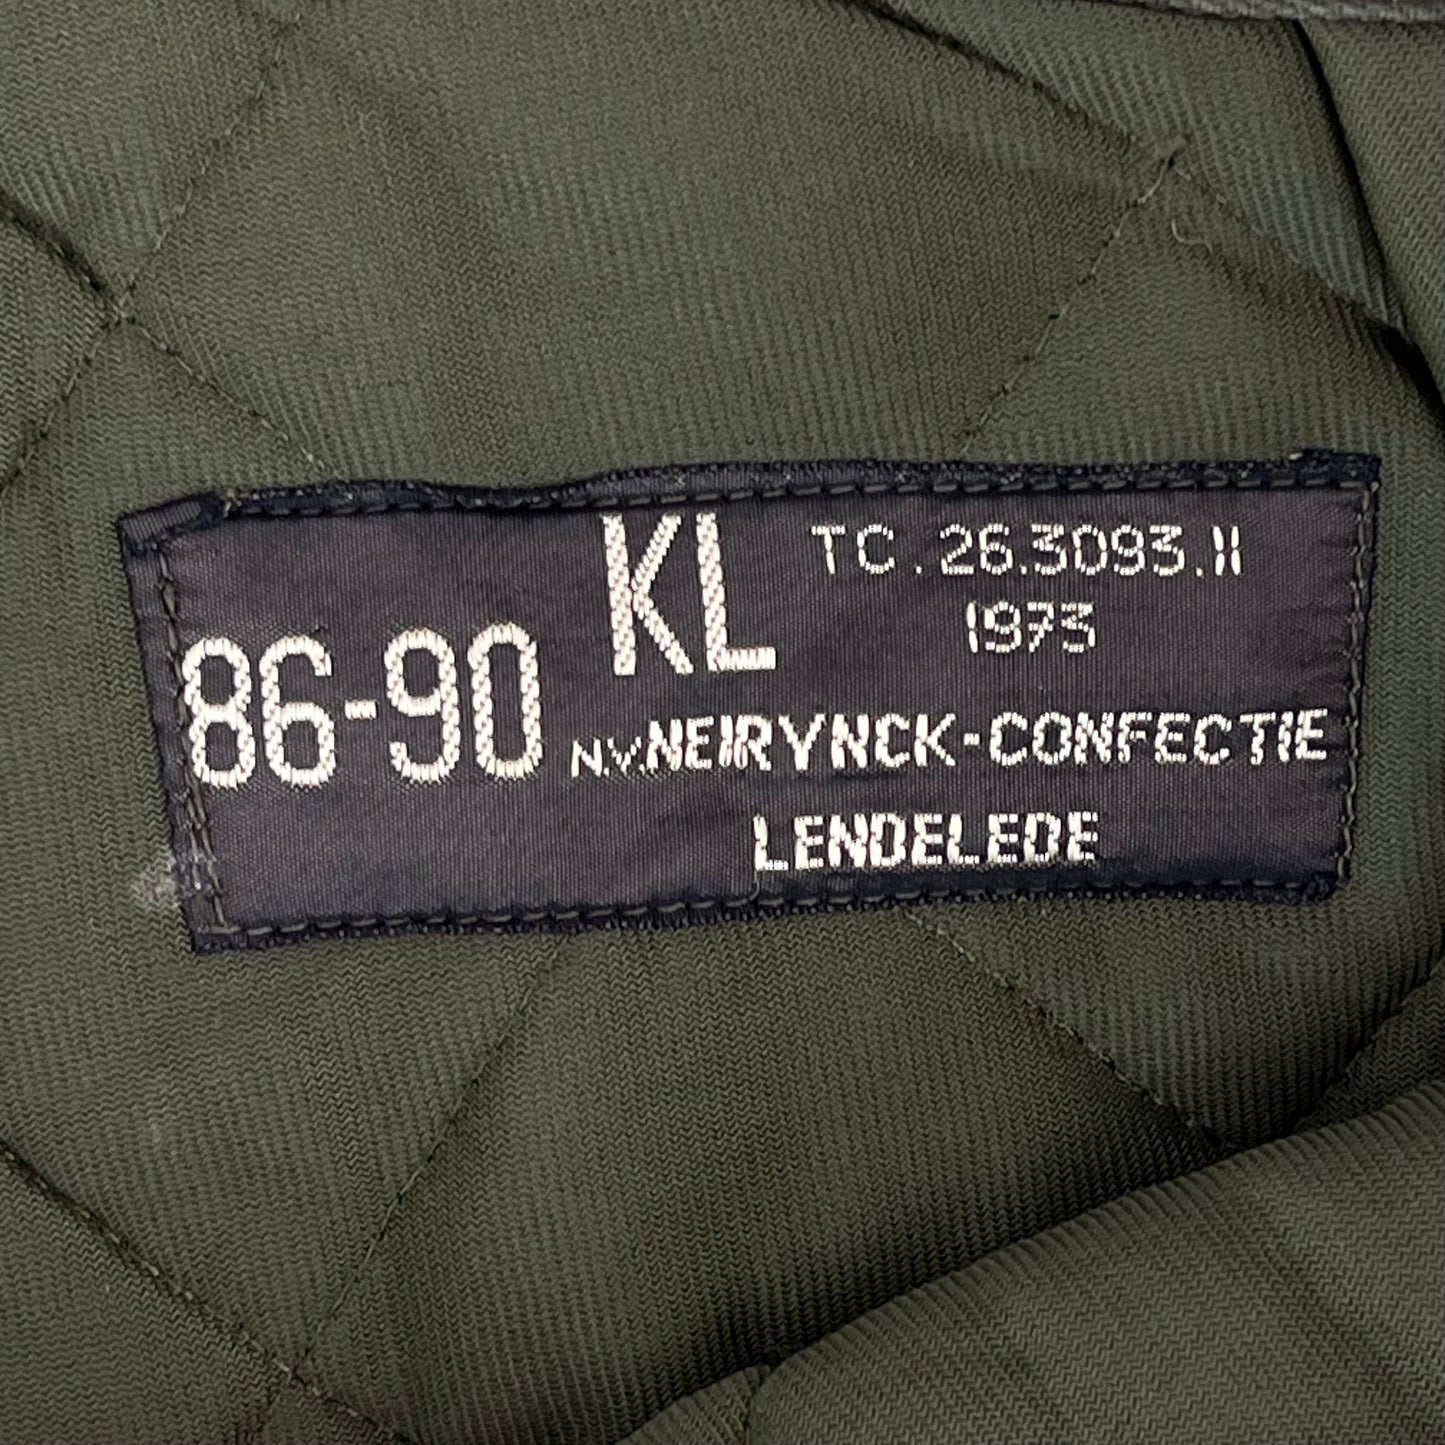 86-90
KL
TC. 26.3093.II
1973
N.V. NEIRYNCK-CONFECTIE
LENDELEDE